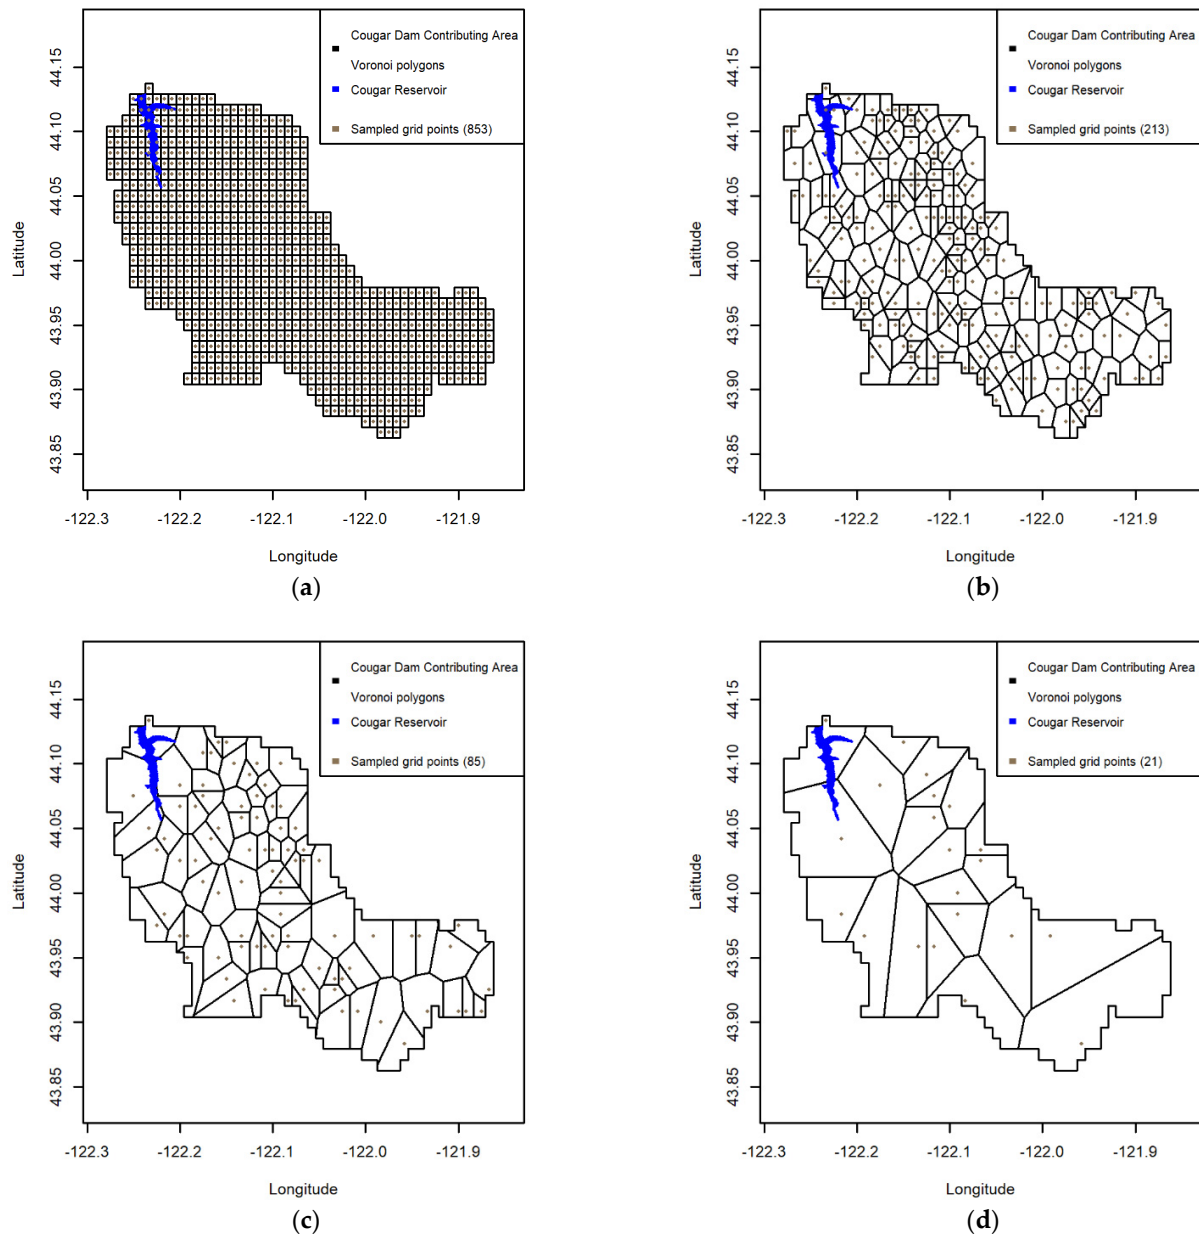 Cougar Dam Contributing Area
Voronoi polygons
Cougar Reservoir
Sampled grid points (853)
44.15
44.10
44.05
44.00
43.95
43.90
43.85
Latitude
-122.3 -122.2 -122.1 -122.0 -121.9
Longitude
(a)
Cougar Dam Contributing Area
Voronoi polygons
Cougar Reservoir
Sampled grid points (213)
44.15
44.10
44.05
44.00
43.95
43.90
43.85
Latitude
-122.3 -122.2 -122.1 -122.0 -121.9
Longitude
(b)
Cougar Dam Contributing Area
Voronoi polygons
Cougar Reservoir
Sampled grid points (85)
44.15
44.10
44.05
44.00
43.95
43.90
43.85
Latitude
-122.3 -122.2 -122.1 -122.0 -121.9
Longitude
(c)
Cougar Dam Contributing Area
Voronoi polygons
Cougar Reservoir
Sampled grid points (21)
44.15
44.10
44.05
44.00
43.95
43.90
43.85
Latitude
-122.3 -122.2 -122.1 -122.0 -121.9
Longitude
(d)